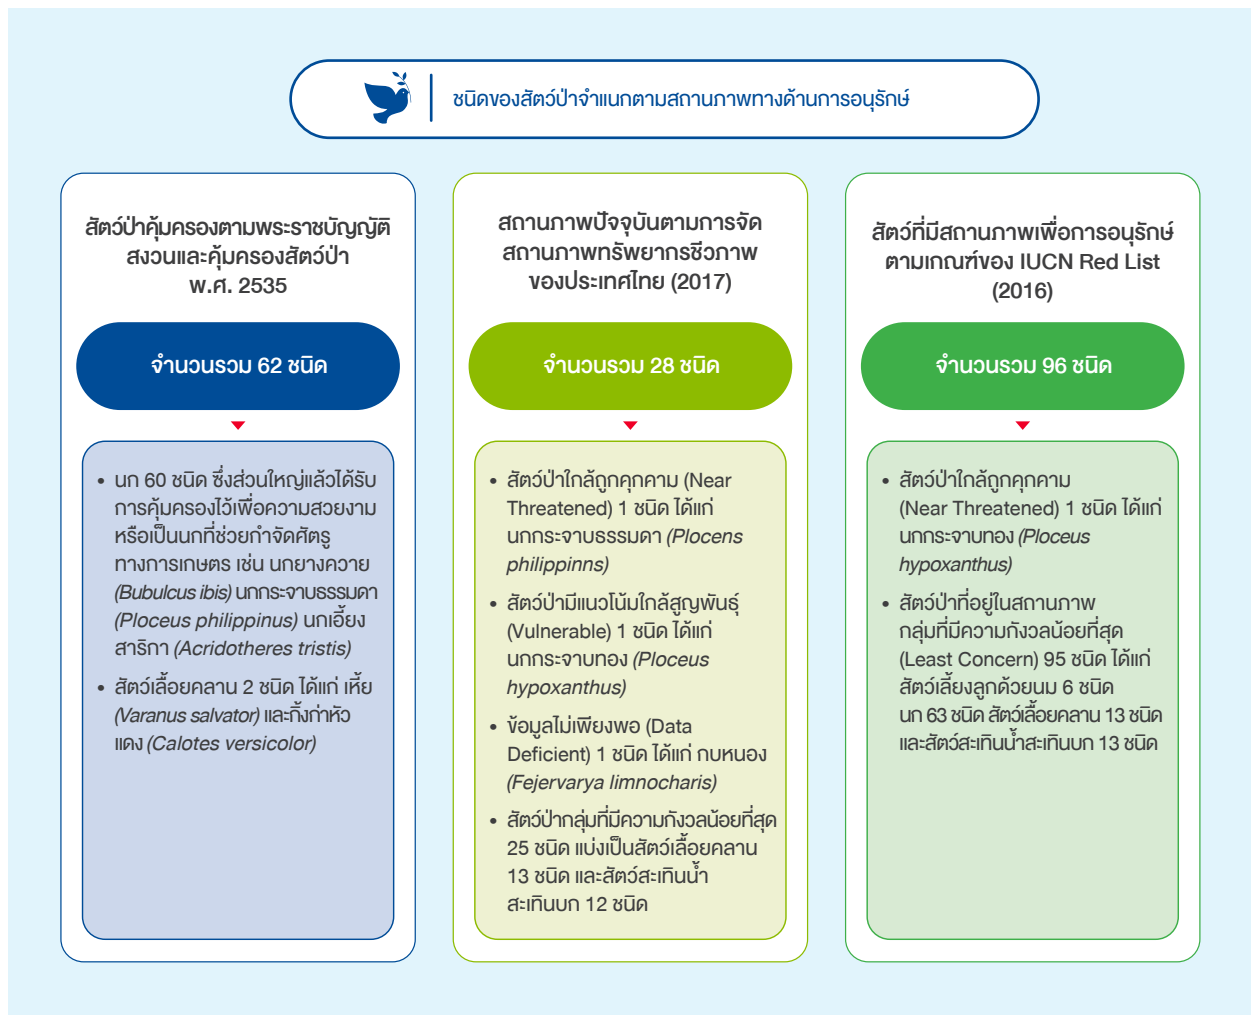 ชนิดของสัตว์ป่าจำแนกตามสถานภาพทางด้านการอนุรักษ์
สัตว์ป่าคุ้มครองตามพระราชบัญญัติ
สงวนและคุ้มครองสัตว์ป่า
พ.ศ. 2535
จำนวนรวม 62 ชนิด
• นก 60 ชนิด ซึ่งส่วนใหญ่แล้วได้รับ
การคุ้มครองไว้เพื่อความสวยงาม
หรือเป็นนกที่ช่วยกำจัดศัตรู
ทางการเกษตร เช่น นกยางควาย
(Bubulcus ibis) นกกระจาบธรรมดา
(Ploceus philippinus) นกเอี้ยง
สาริกา (Acridotheres tristis)
• สัตว์เลื้อยคลาน 2 ชนิด ได้แก่ เหี้ย
(Varanus salvator) และกิ้งก่าหัว
แดง (Calotes versicolor)
สถานภาพปัจจุบันตามการจัด
สถานภาพทรัพยากรชีวภาพ
ของประเทศไทย (2017)
จำนวนรวม 28 ชนิด
• สัตว์ป่าใกล้ถูกคุกคาม (Near
Threatened) 1 ชนิด ได้แก่
นกกระจาบธรรมดา (Plocens
philippinns)
• สัตว์ป่ามีแนวโน้มใกล้สูญพันธุ์
(Vulnerable) 1 ชนิด ได้แก่
นกกระจาบทอง (Ploceus
hypoxanthus)
• ข้อมูลไม่เพียงพอ (Data
Deficient) 1 ชนิด ได้แก่ กบหนอง
(Fejervarya limnocharis)
• สัตว์ป่ากลุ่มที่มีความกังวลน้อยที่สุด
25 ชนิด แบ่งเป็นสัตว์เลื้อยคลาน
13 ชนิด และสัตว์สะเทินน้ำ
สะเทินบก 12 ชนิด
สัตว์ที่มีสถานภาพเพื่อการอนุรักษ์
ตามเกณฑ์ของ IUCN Red List
(2016)
จำนวนรวม 96 ชนิด
• สัตว์ป่าใกล้ถูกคุกคาม
(Near Threatened) 1 ชนิด ได้แก่
นกกระจาบทอง (Ploceus
hypoxanthus)
• สัตว์ป่าที่อยู่ในสถานภาพ
กลุ่มที่มีความกังวลน้อยที่สุด
(Least Concern) 95 ชนิด ได้แก่
สัตว์เลี้ยงลูกด้วยนม 6 ชนิด
นก 63 ชนิด สัตว์เลื้อยคลาน 13 ชนิด
และสัตว์สะเทินน้ำสะเทินบก 13 ชนิด